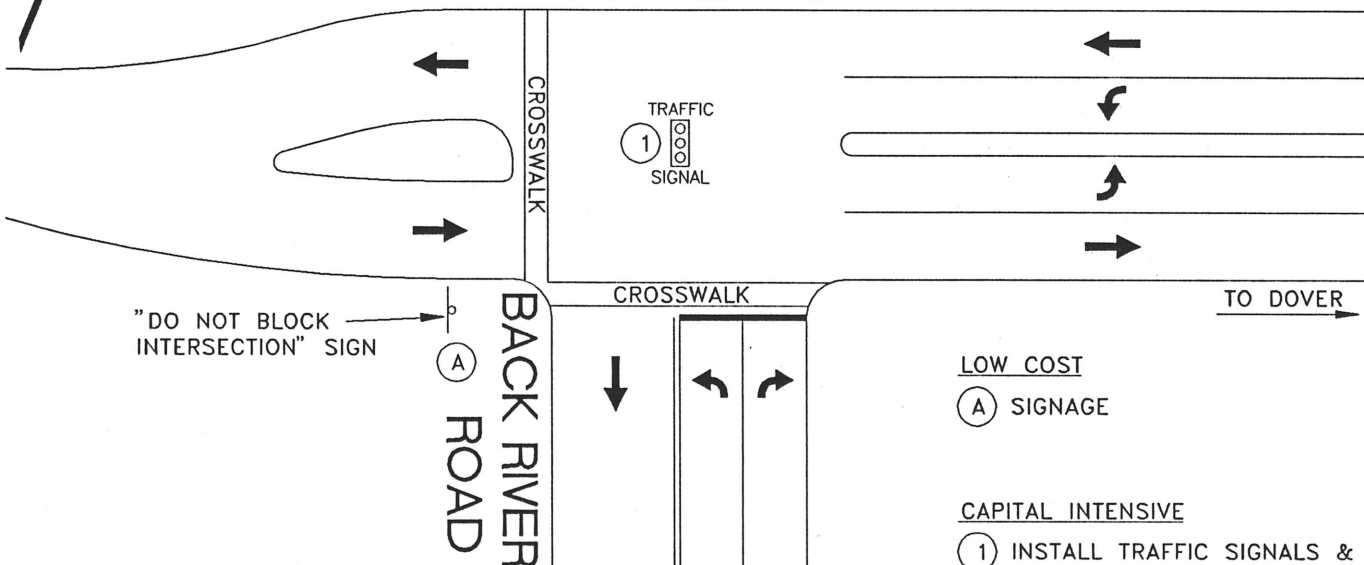 CROSSWALK
TRAFFIC
1
SIGNAL
CROSSWALK
TO DOVER
"DO NOT BLOCK
INTERSECTION" SIGN
A
BACK RIVER
ROAD
LOW COST
A SIGNAGE
CAPITAL INTENSIVE
1 INSTALL TRAFFIC SIGNALS &